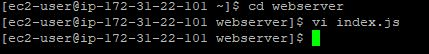 [ec2-user@ip-172-31-22-101 ~]$ cd webserver
[ec2-user@ip-172-31-22-101 webserver]$ vi index.js
[ec2-user@ip-172-31-22-101 webserver]$